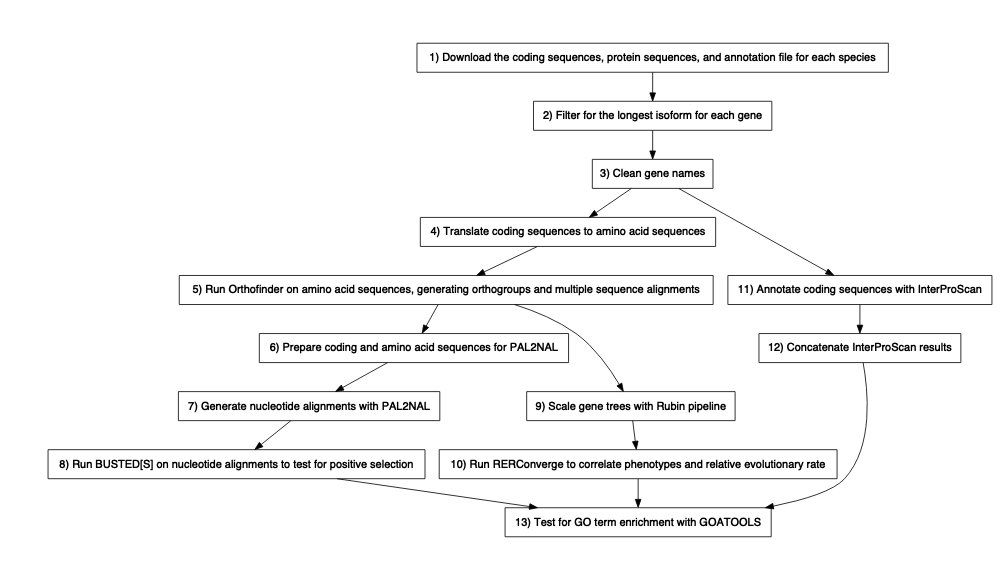 1) Download the coding sequences, protein sequences, and annotation file for each species
2) Filter for the longest isoform for each gene
3) Clean gene names
4) Translate coding sequences to amino acid sequences
5) Run Orthofinder on amino acid sequences, generating orthogroups and multiple sequence alignments
11) Annotate coding sequences with InterProScan
6) Prepare coding and amino acid sequences for PAL2NAL
12) Concatenate InterProScan results
7) Generate nucleotide alignments with PAL2NAL
9) Scale gene trees with Rubin pipeline
8) Run BUSTED[S] on nucleotide alignments to test for positive selection
10) Run RERConverge to correlate phenotypes and relative evolutionary rate
13) Test for GO term enrichment with GOATOOLS